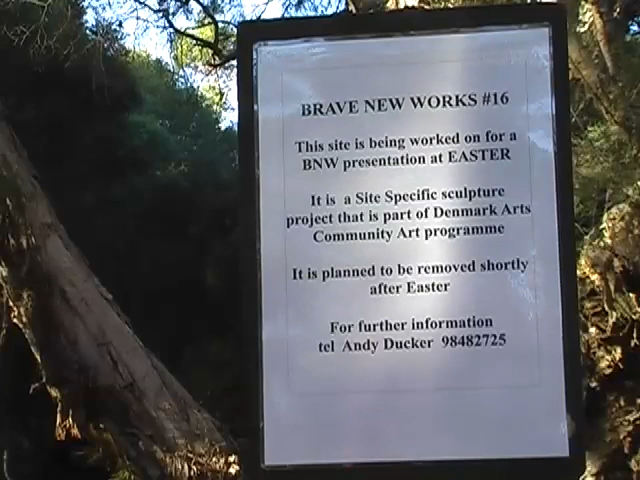 BRAVE NEW WORKS #16
This site is being worked on for a
BNW presentation at EASTER
It is a Site Specific sculpture
project that is part of Denmark Arts
Community Art programme
It is planned to be removed shortly
after Easter
For further information
tel Andy Ducker 98482725